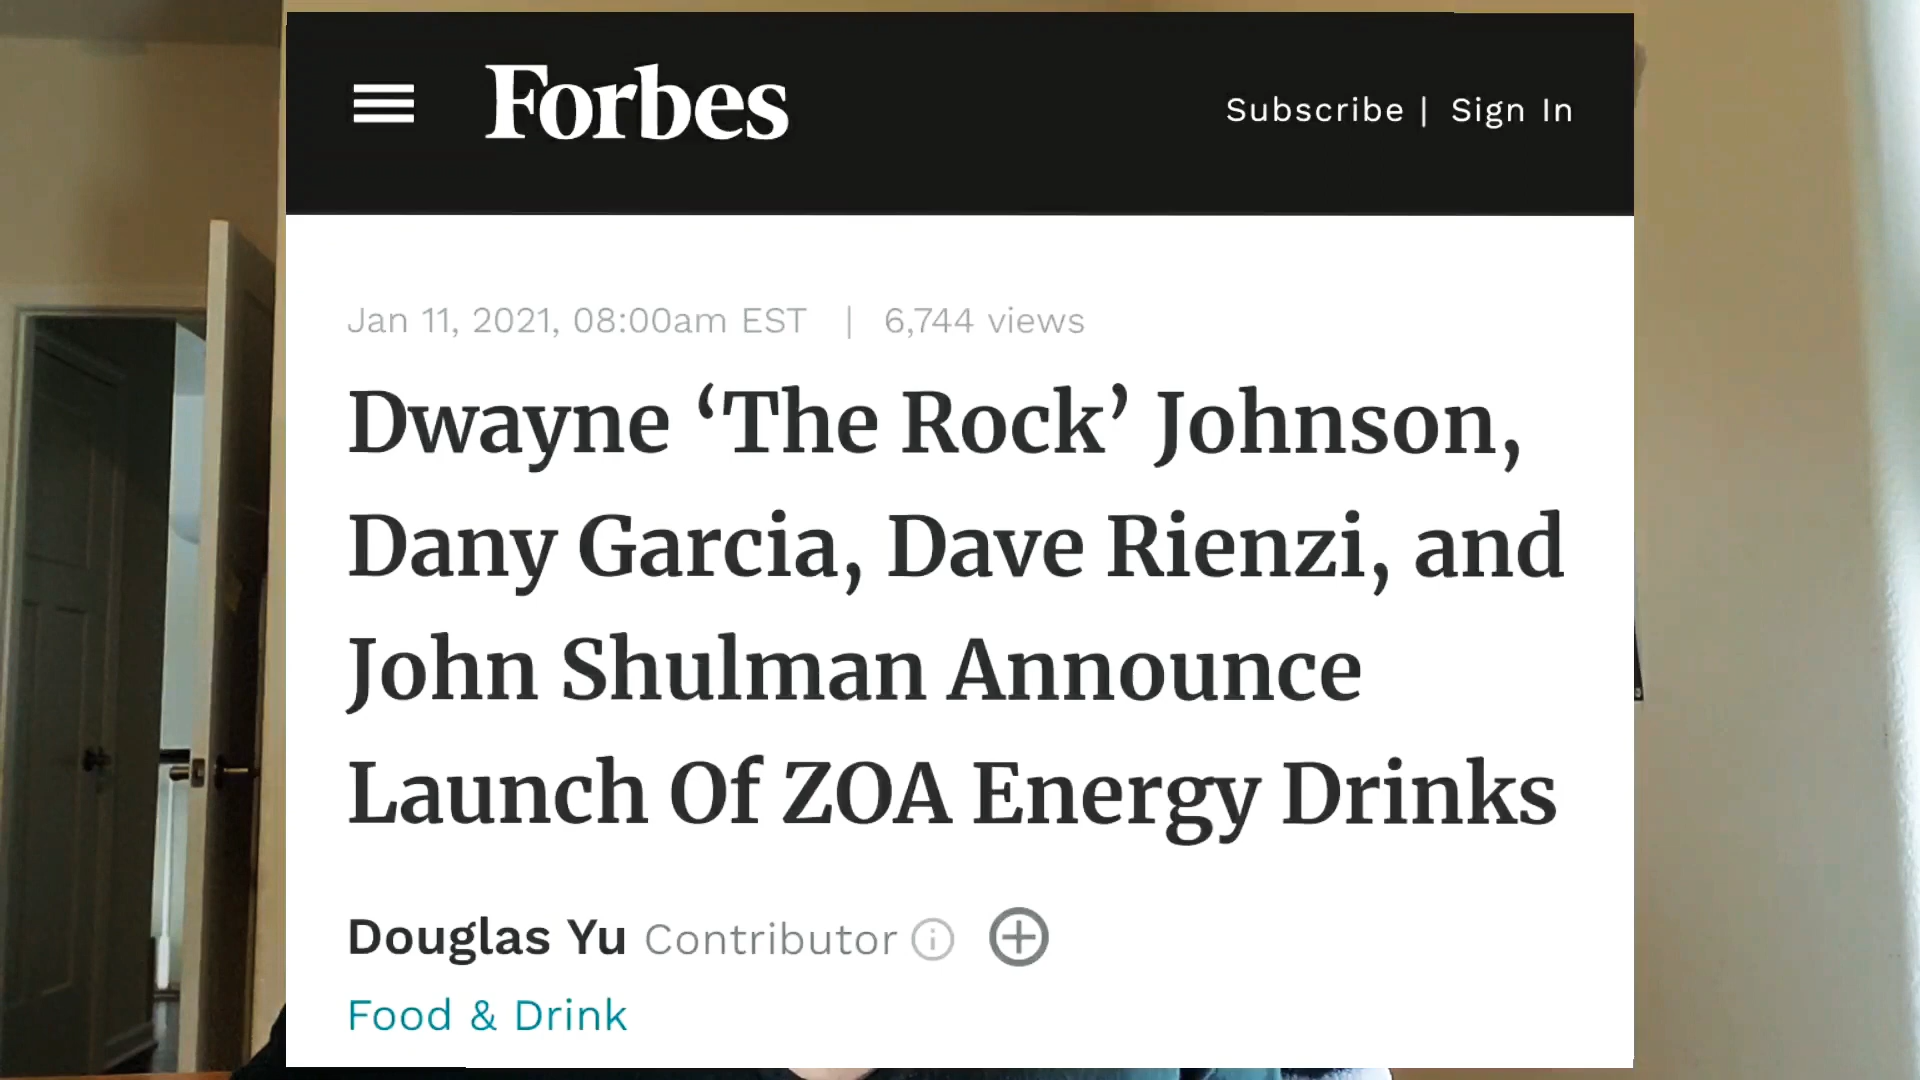 Forbes
Subscribe | Sign In
Jan 11, 2021, 08:00am EST | 6,744 views
Dwayne ‘The Rock’ Johnson,
Dany Garcia, Dave Rienzi, and
John Shulman Announce
Launch Of ZOA Energy Drinks
Douglas Yu Contributor
Food & Drink